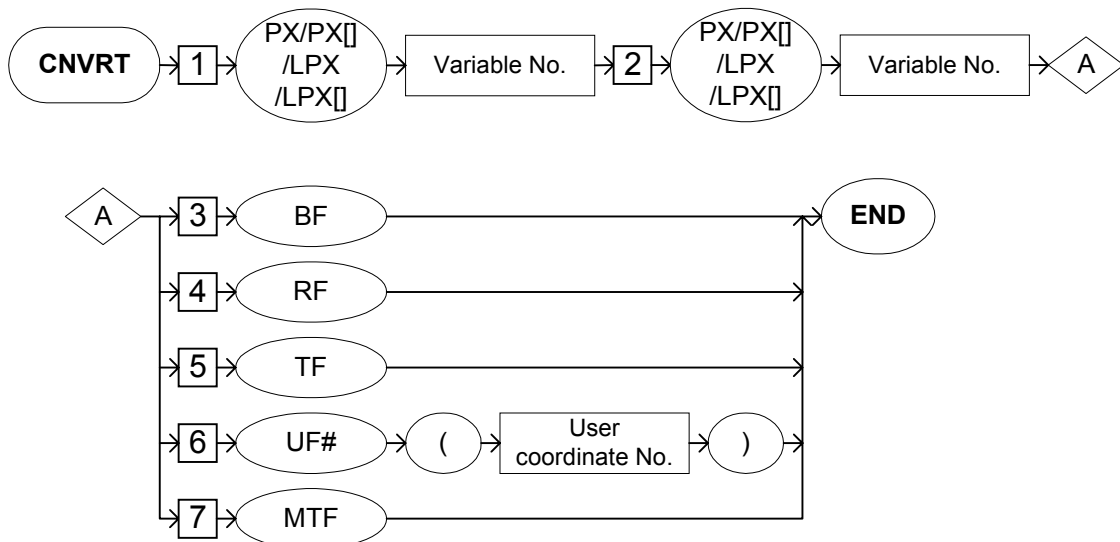 CNVRT
1
PX/PX[]
/LPX
/LPX[]
Variable No.
2
PX/PX[]
/LPX
/LPX[]
Variable No.
A
A
3
BF
END
4
RF
5
TF
6
UF#
(
User
coordinate No.
)
7
MTF